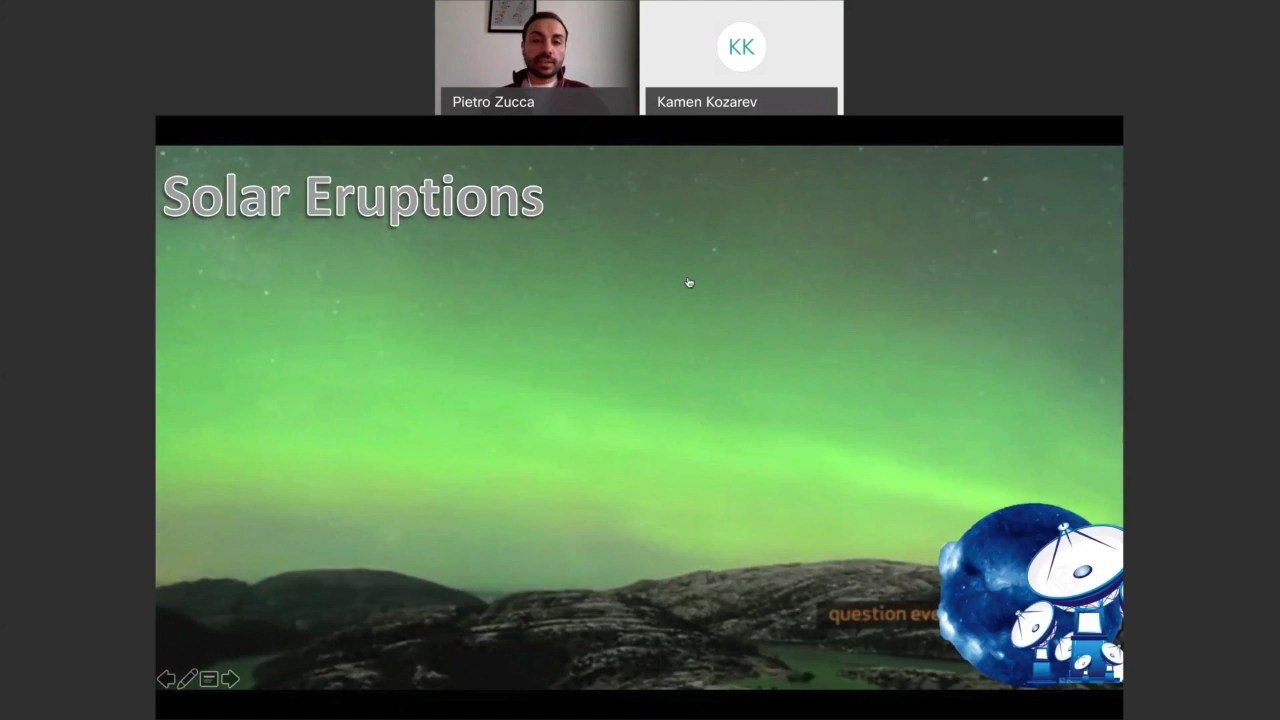 Pietro Zucca
KK
Kamen Kozarev
Solar Eruptions
question eve